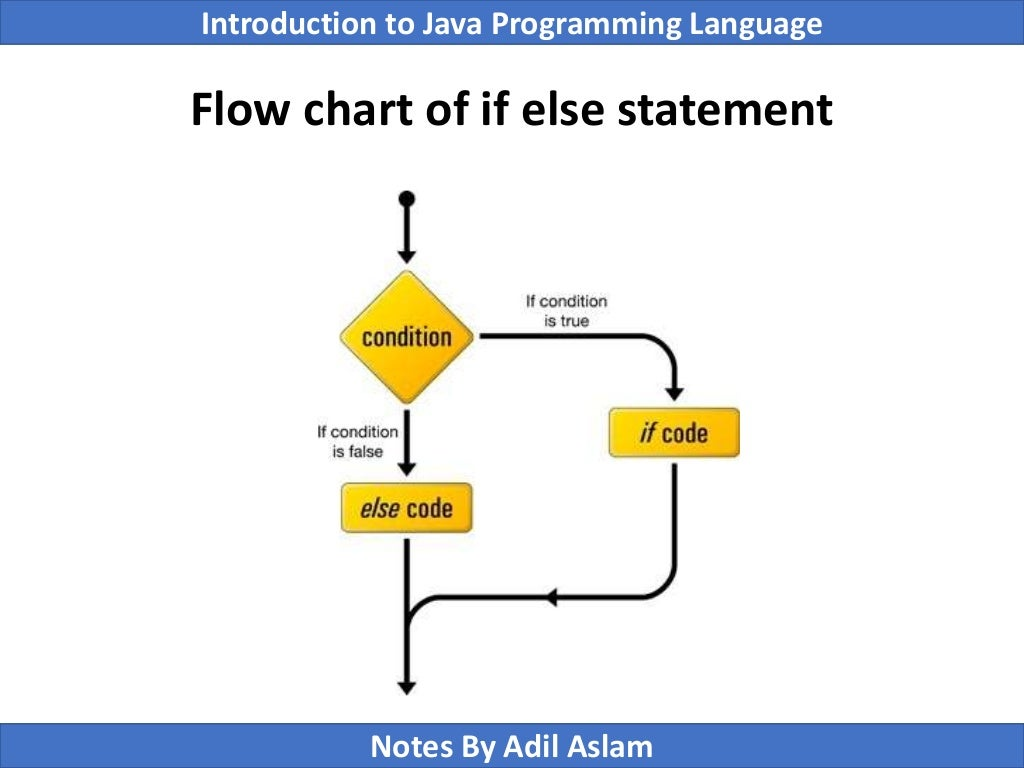 Introduction to Java Programming Language
Flow chart of if else statement
If condition
is true
condition
if code
If condition
is false
else code
Notes By Adil Aslam